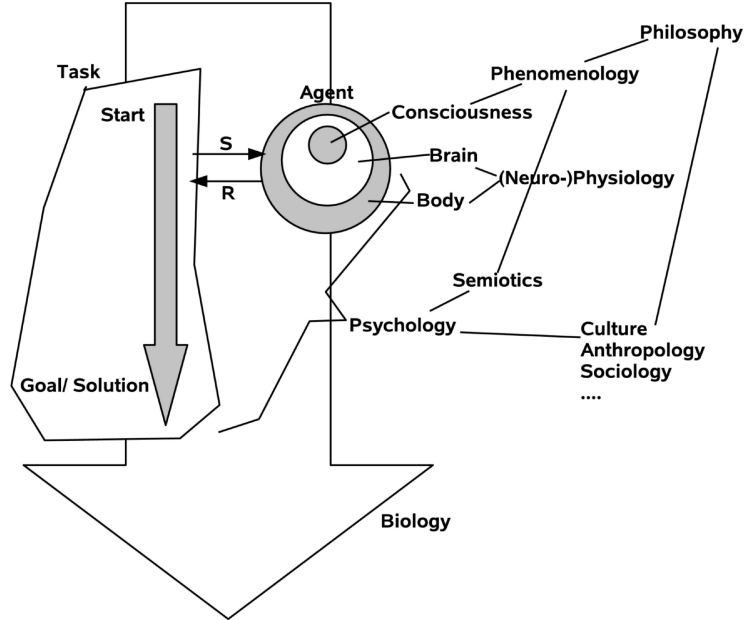 Philosophy
Task
Phenomenology
Agent
Start
Consciousness
S
Brain
(Neuro-)Physiology
R
Body
Semiotics
Psychology
Culture
Anthropology
Sociology
....
Goal/ Solution
Biology